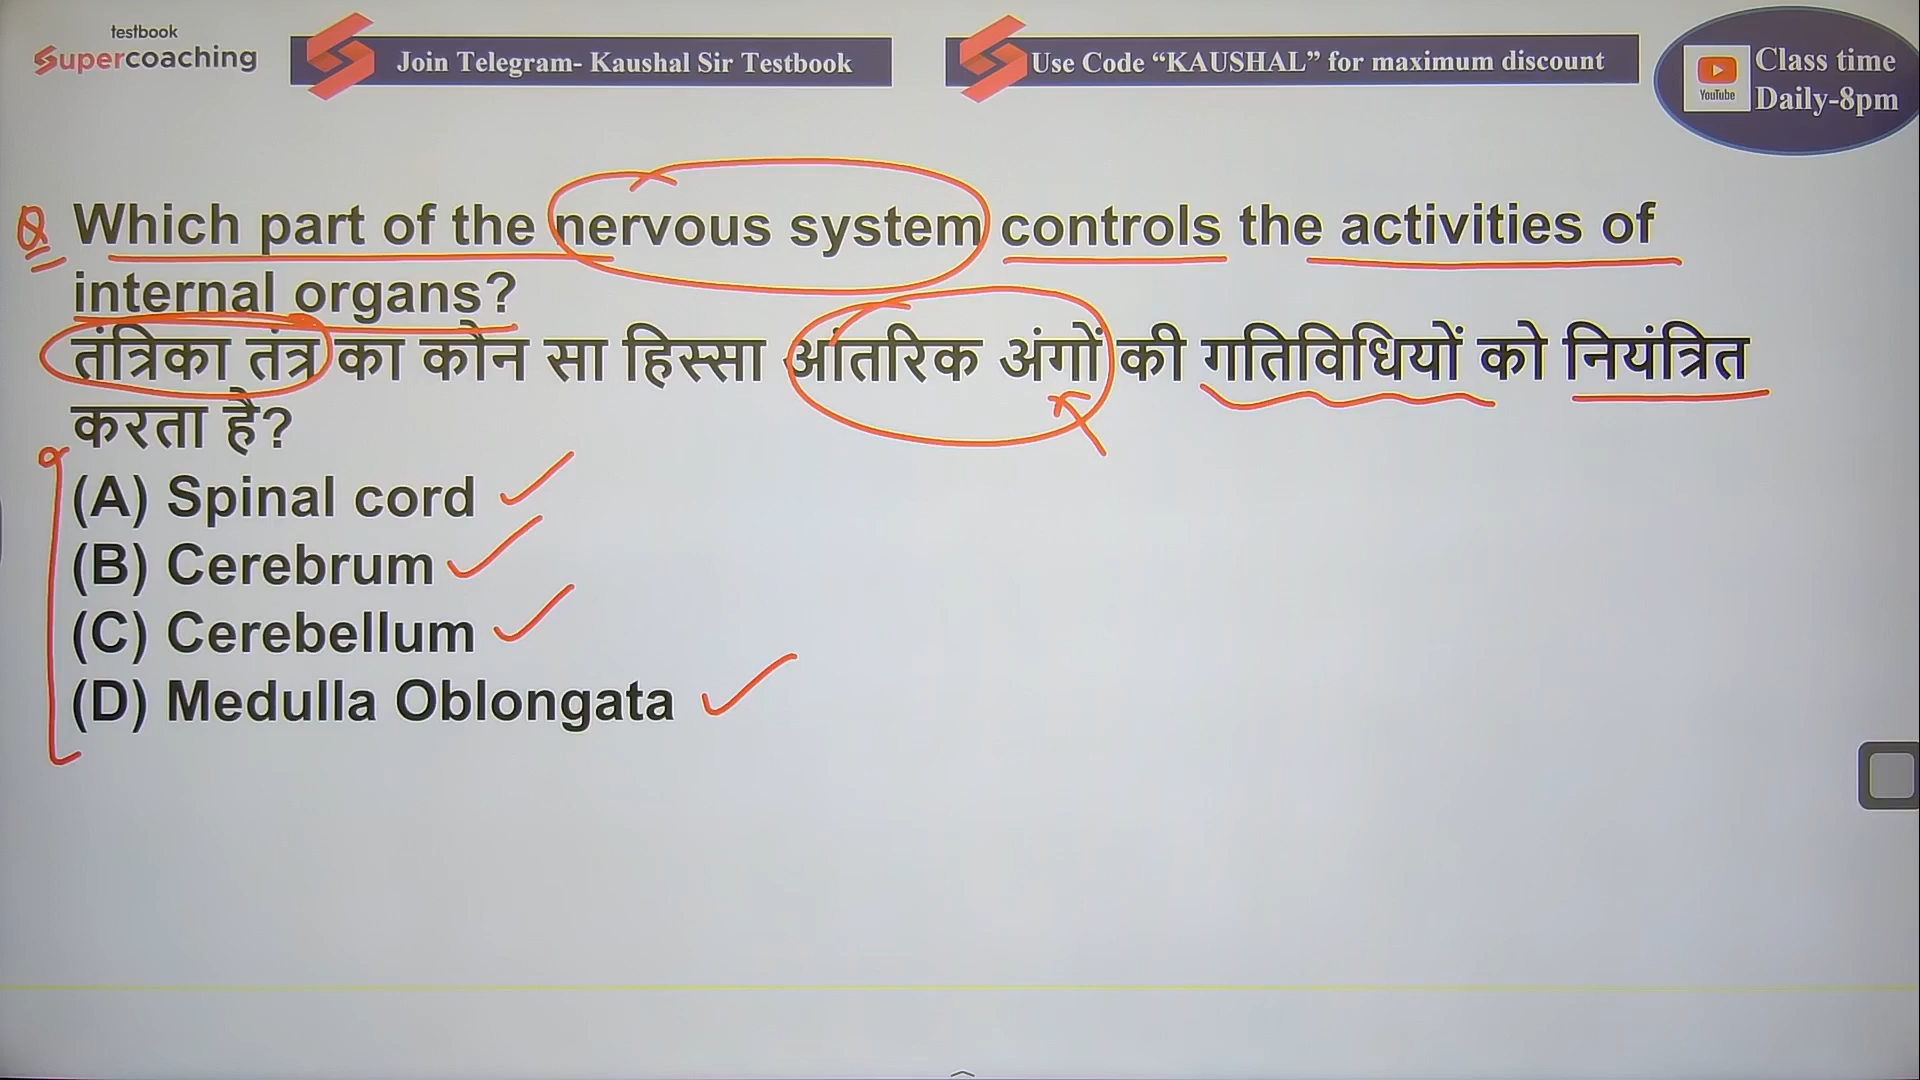 testbook
Supercoaching
Join Telegram- Kaushal Sir Testbook
Use Code “KAUSHAL” for maximum discount
YouTube
Class time
Daily-8pm
Q Which part of the nervous system controls the activities of
internal organs?
तंत्रिका तंत्र का कौन सा हिस्सा आंतरिक अंगों की गतिविधियों को नियंत्रित
करता है?
(A) Spinal cord
(B) Cerebrum
(C) Cerebellum
(D) Medulla Oblongata